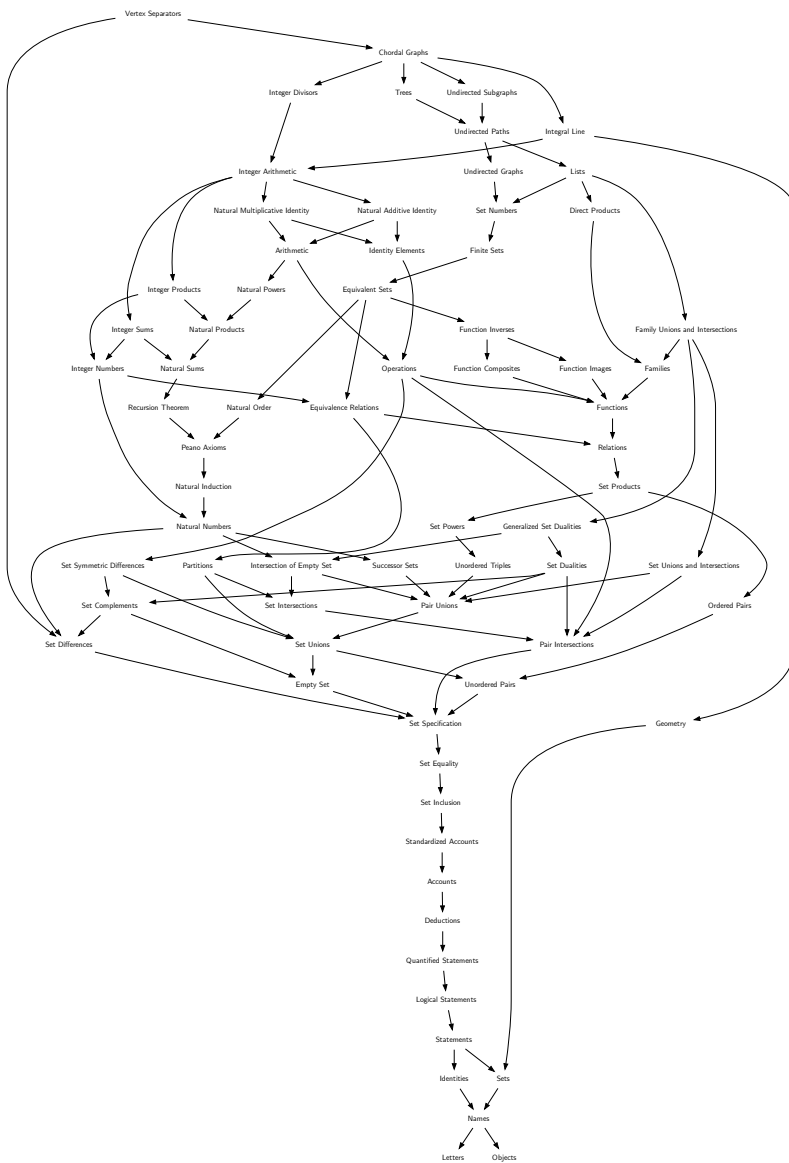 Vertex Separators
Chordal Graphs
Integer Divisors
Trees
Undirected Subgraphs
Undirected Paths
Integral Line
Integer Arithmetic
Undirected Graphs
Lists
Natural Multiplicative Identity
Natural Additive Identity
Set Numbers
Direct Products
Arithmetic
Identity Elements
Finite Sets
Integer Products
Natural Powers
Equivalent Sets
Integer Sums
Natural Products
Function Inverses
Family Unions and Intersections
Integer Numbers
Natural Sums
Operations
Function Composites
Function Images
Families
Recursion Theorem
Natural Order
Equivalence Relations
Functions
Peano Axioms
Relations
Natural Induction
Set Products
Natural Numbers
Set Powers
Generalized Set Dualities
Set Symmetric Differences
Partitions
Intersection of Empty Set
Successor Sets
Unordered Triples
Set Dualities
Set Unions and Intersections
Set Complements
Set Intersections
Pair Unions
Ordered Pairs
Set Differences
Set Unions
Pair Intersections
Empty Set
Unordered Pairs
Set Specification
Geometry
Set Equality
Set Inclusion
Standardized Accounts
Accounts
Deductions
Quantified Statements
Logical Statements
Statements
Identities
Sets
Names
Letters
Objects